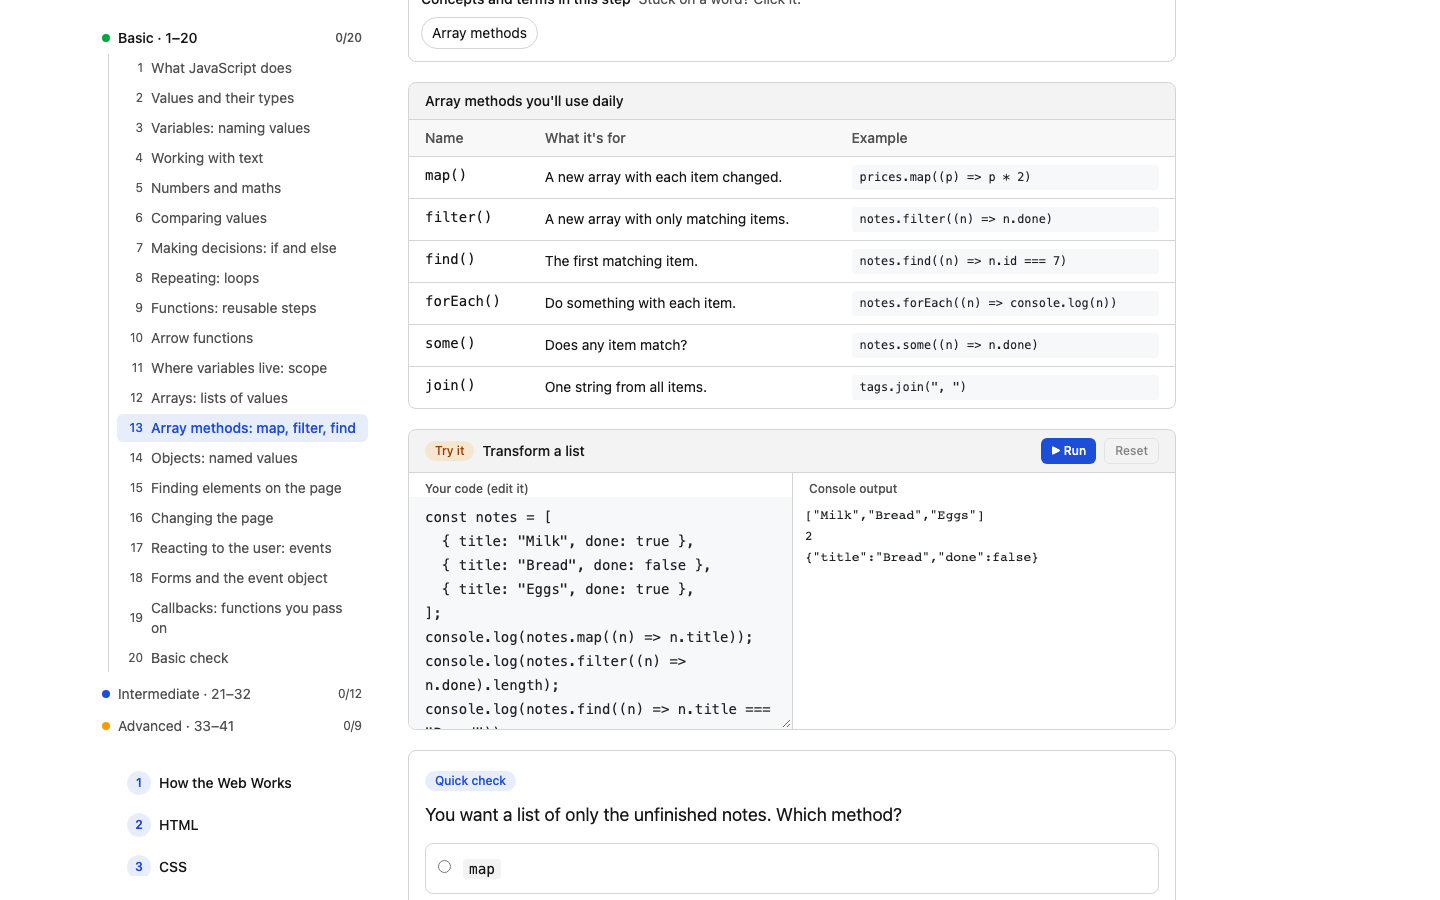 Basic · 1–20 0/20
1 What JavaScript does
2 Values and their types
3 Variables: naming values
4 Working with text
5 Numbers and maths
6 Comparing values
7 Making decisions: if and else
8 Repeating: loops
9 Functions: reusable steps
10 Arrow functions
11 Where variables live: scope
12 Arrays: lists of values
13 Array methods: map, filter, find
14 Objects: named values
15 Finding elements on the page
16 Changing the page
17 Reacting to the user: events
18 Forms and the event object
19 Callbacks: functions you pass
on
20 Basic check
Intermediate · 21–32 0/12
Advanced · 33–41 0/9
1 How the Web Works
2 HTML
3 CSS
Concepts and terms in this step Stuck on a word? Click it.
Array methods
Array methods you'll use daily
Name What it's for Example
map() A new array with each item changed. prices.map((p) => p * 2)
filter() A new array with only matching items. notes.filter((n) => n.done)
find() The first matching item. notes.find((n) => n.id === 7)
forEach() Do something with each item. notes.forEach((n) => console.log(n))
some() Does any item match? notes.some((n) => n.done)
join() One string from all items. tags.join(", ")
Try it Transform a list Run Reset
Your code (edit it)
const notes = [
{ title: "Milk", done: true },
{ title: "Bread", done: false },
{ title: "Eggs", done: true },
];
console.log(notes.map((n) => n.title));
console.log(notes.filter((n) =>
n.done).length);
console.log(notes.find((n) => n.title ===
Console output
["Milk","Bread","Eggs"]
2
{"title":"Bread","done":false}
Quick check
You want a list of only the unfinished notes. Which method?
map